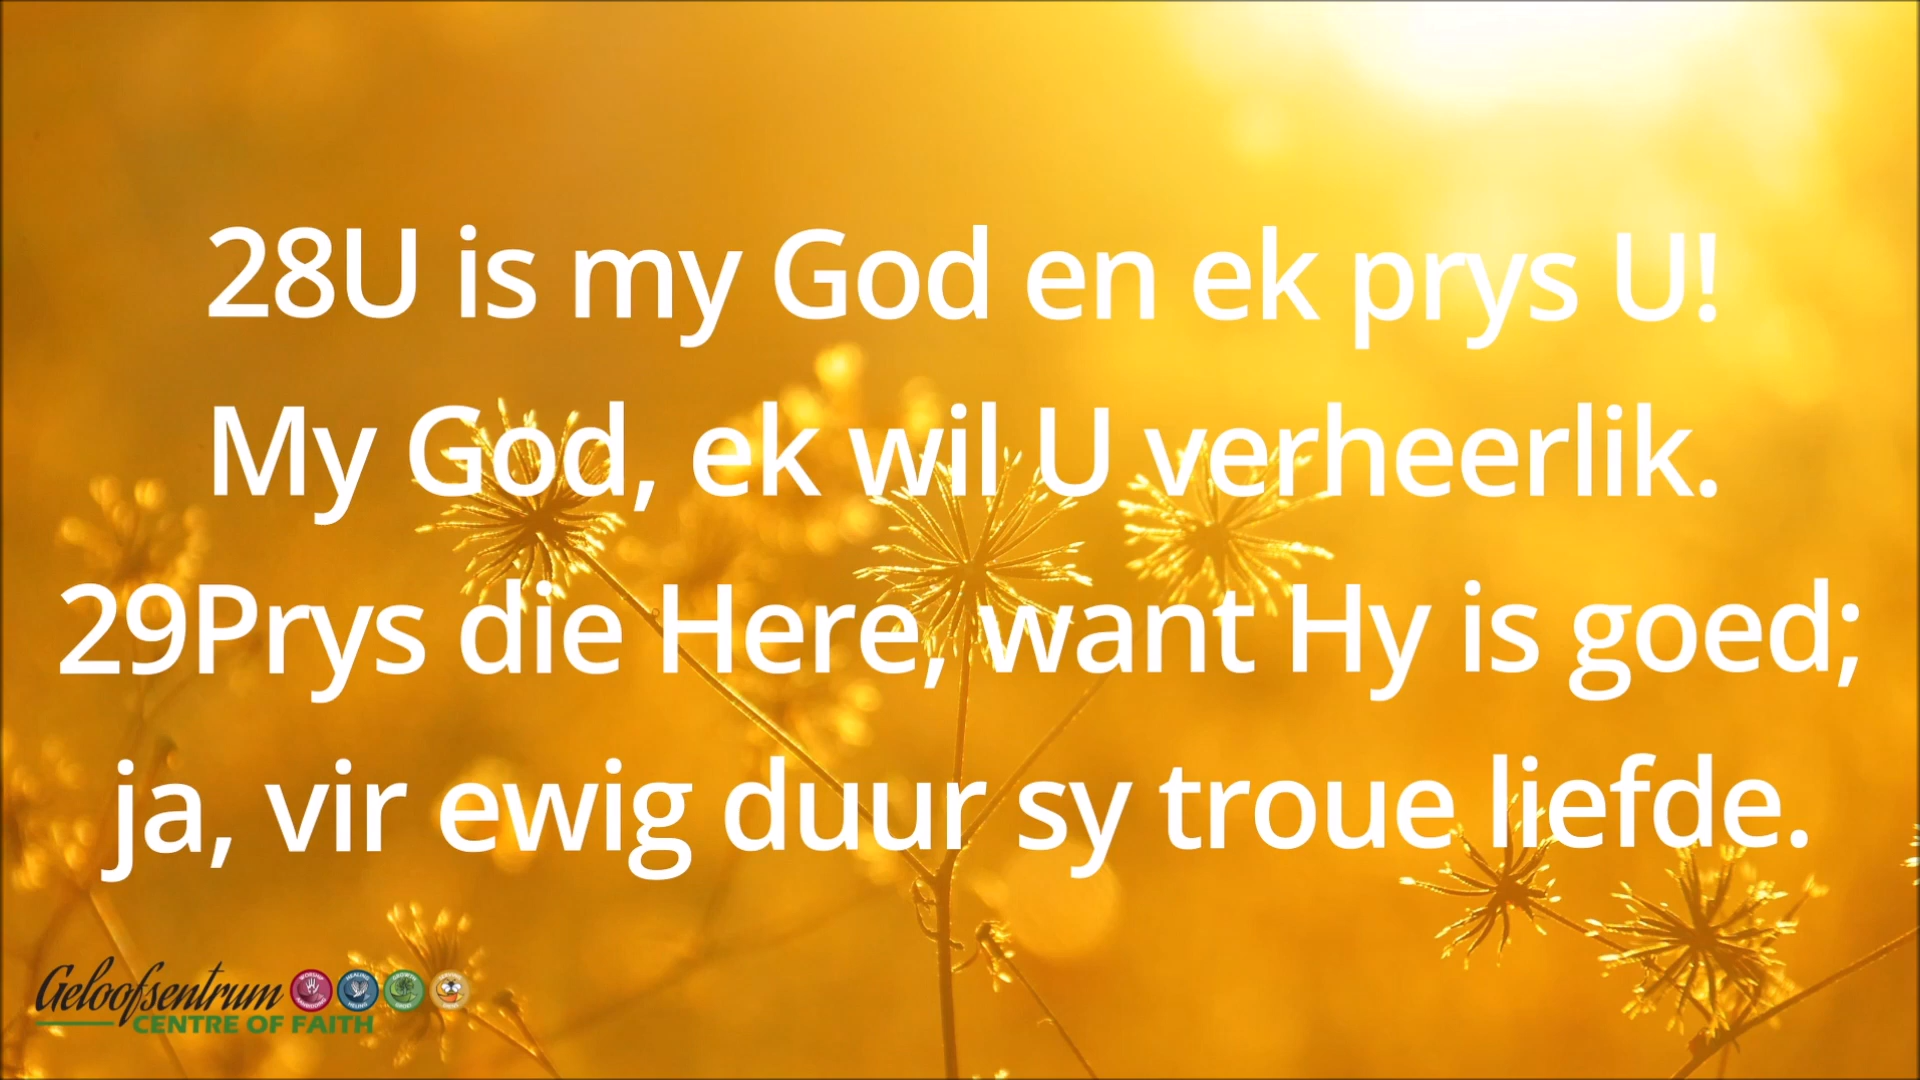 28U is my God en ek prys U!
My God, ek wil U verheerlik.
29Prys die Here, want Hy is goed;
ja, vir ewig duur sy troue liefde.
Geloofsentrum
CENTRE OF FAITH